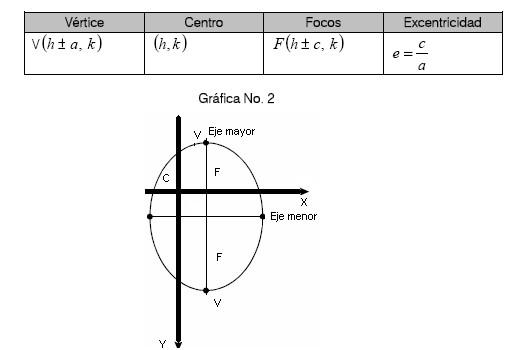 Vértice Centro Focos Excentricidad
V(h ± a, k) (h, k) F(h ± c, k) e = c/a
Gráfica No. 2
V Eje mayor
C F
X
Eje menor
F
V
Y